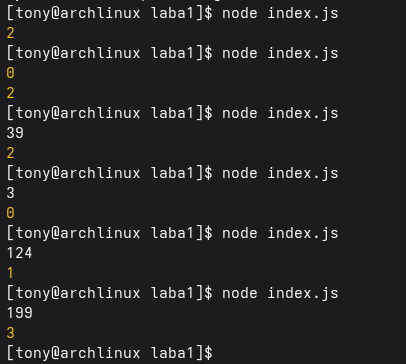 [tony@archlinux laba1]$ node index.js
2
[tony@archlinux laba1]$ node index.js
0
2
[tony@archlinux laba1]$ node index.js
39
2
[tony@archlinux laba1]$ node index.js
3
0
[tony@archlinux laba1]$ node index.js
124
1
[tony@archlinux laba1]$ node index.js
199
3
[tony@archlinux laba1]$